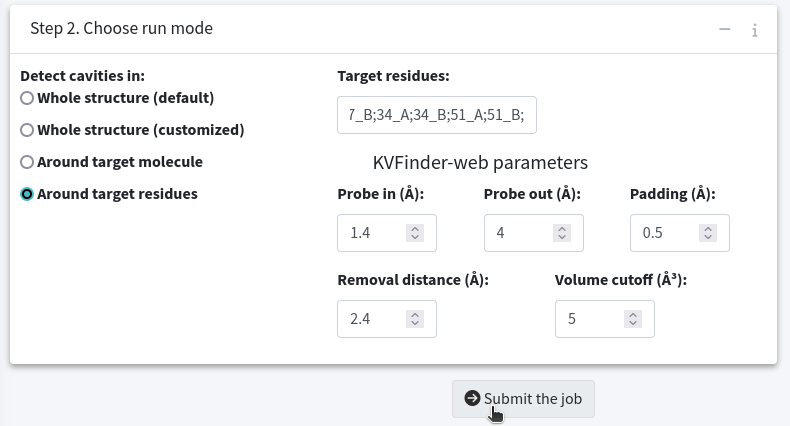 Step 2. Choose run mode
Detect cavities in:
Whole structure (default)
Whole structure (customized)
Around target molecule
Around target residues
Target residues:
7_B;34_A;34_B;51_A;51_B;
KVFinder-web parameters
Probe in (Å): Probe out (Å): Padding (Å):
1.4 4 0.5
Removal distance (Å): Volume cutoff (Å³):
2.4 5
Submit the job